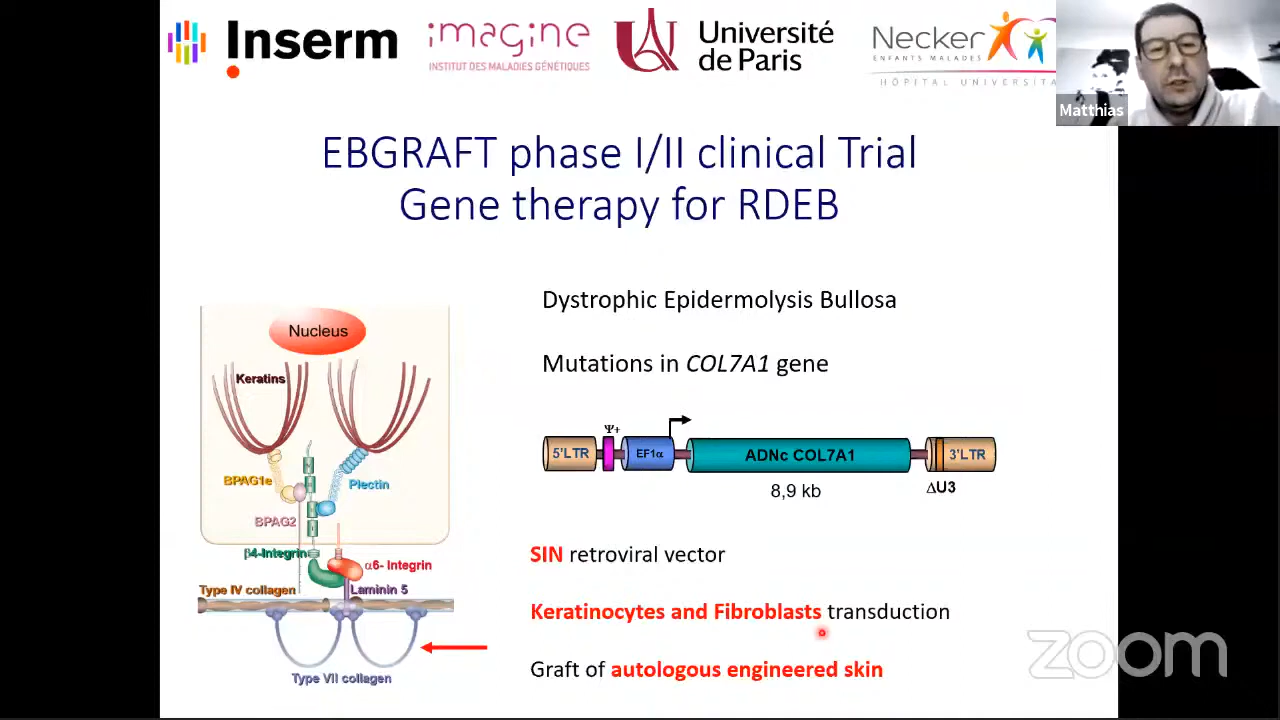 Inserm
imagine
INSTITUT DES MALADIES GÉNÉTIQUES
Université
de Paris
Necker
ENFANTS MALADES
HÔPITAL UNIVERSITA
Matthias
EBGRAFT phase I/II clinical Trial
Gene therapy for RDEB
Nucleus
Keratins
BPAG1e
Plectin
BPAG2
β4-Integrin
α6- Integrin
Type IV collagen
Laminin 5
Type VII collagen
Dystrophic Epidermolysis Bullosa
Mutations in COL7A1 gene
Ψ+
5'LTR
EF1α
ADNc COL7A1
3'LTR
8,9 kb
ΔU3
SIN retroviral vector
Keratinocytes and Fibroblasts transduction
Graft of autologous engineered skin
zoom